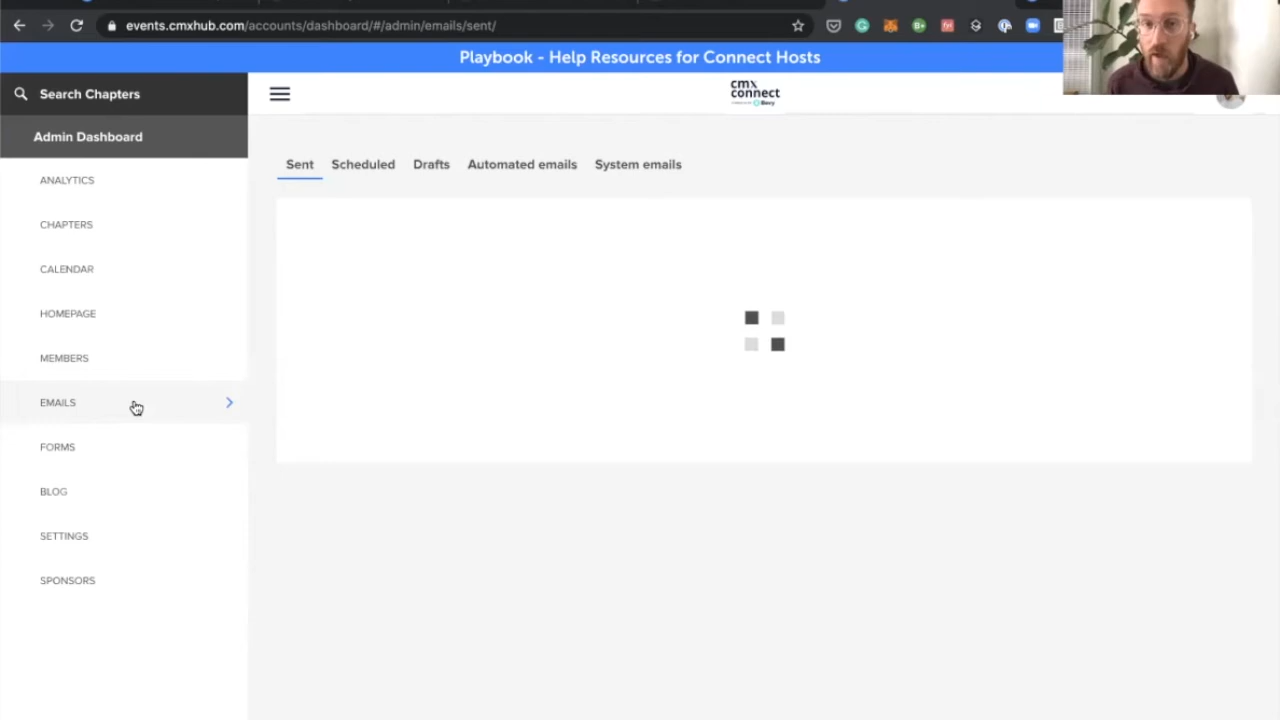 events.cmxhub.com/accounts/dashboard/#/admin/emails/sent/
Playbook - Help Resources for Connect Hosts
Search Chapters
cmx
connect
Admin Dashboard
Sent Scheduled Drafts Automated emails System emails
ANALYTICS
CHAPTERS
CALENDAR
HOMEPAGE
MEMBERS
EMAILS
FORMS
BLOG
SETTINGS
SPONSORS